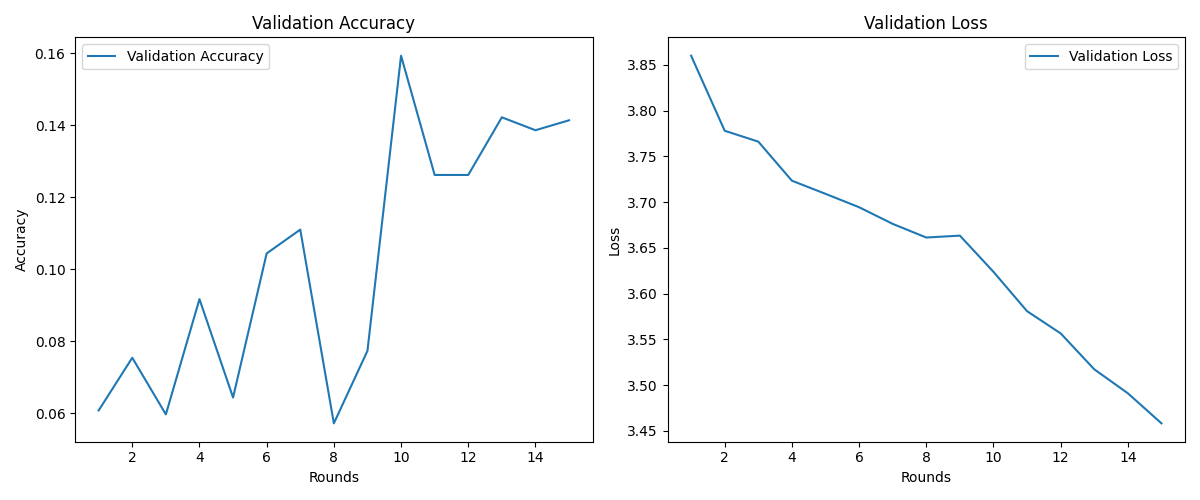 Validation Accuracy
Validation Accuracy
0.16
0.14
0.12
0.10
0.08
0.06
Accuracy
2 4 6 8 10 12 14
Rounds
Validation Loss
Validation Loss
3.85
3.80
3.75
3.70
3.65
3.60
3.55
3.50
3.45
Loss
2 4 6 8 10 12 14
Rounds